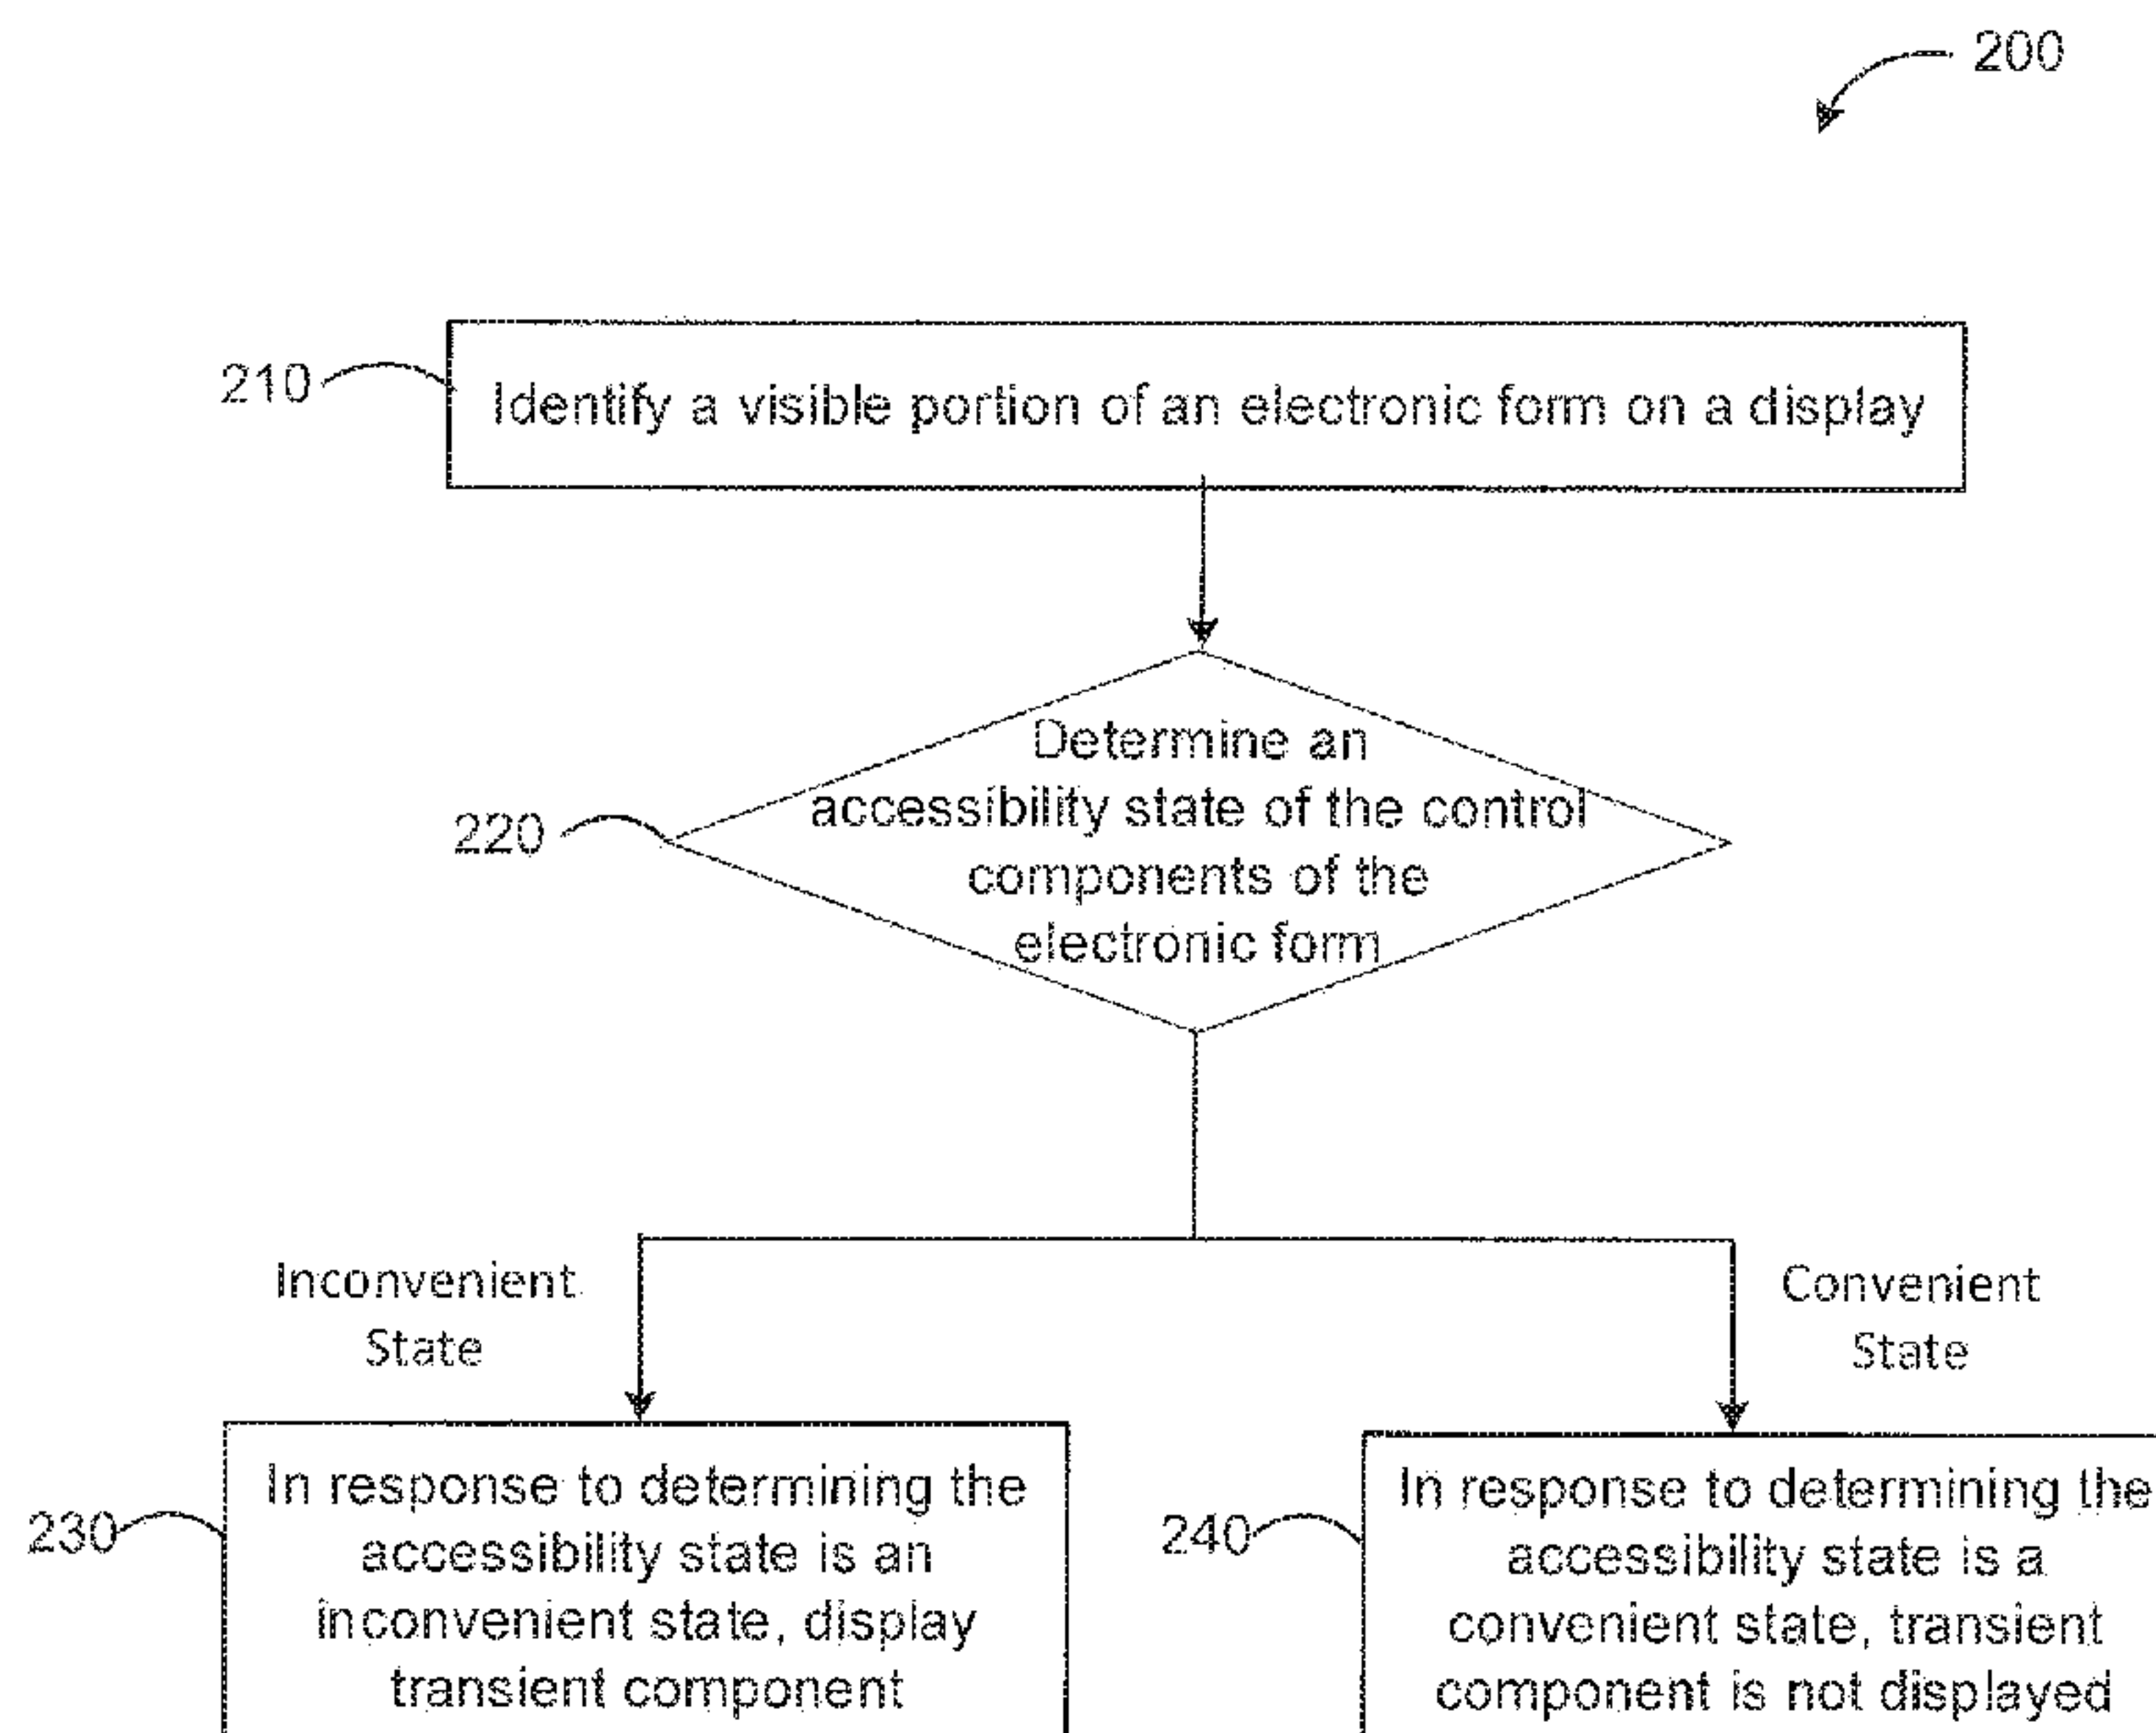 200
210
Identify a visible portion of an electronic form on a display
220
Determine an
accessibility state of the control
components of the
electronic form
Inconvenient
State
Convenient
State
230
In response to determining the
accessibility state is an
inconvenient state, display
transient component
240
In response to determining the
accessibility state is a
convenient state, transient
component is not displayed